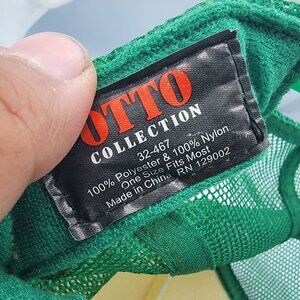 OTTO
COLLECTION
32-467
100% Polyester & 100% Nylon
One Size Fits Most
Made in China RN 129002